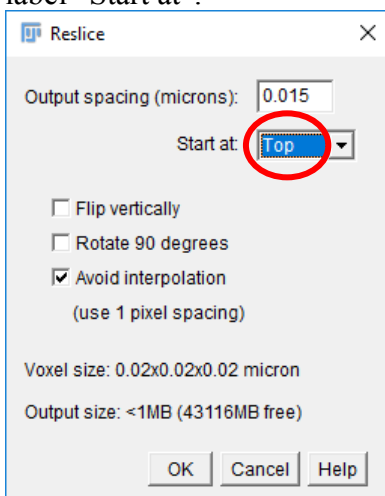 label "Start at".
Reslice
Output spacing (microns): 0.015
Start at: Top
Flip vertically
Rotate 90 degrees
Avoid interpolation
(use 1 pixel spacing)
Voxel size: 0.02x0.02x0.02 micron
Output size: <1MB (43116MB free)
OK Cancel Help